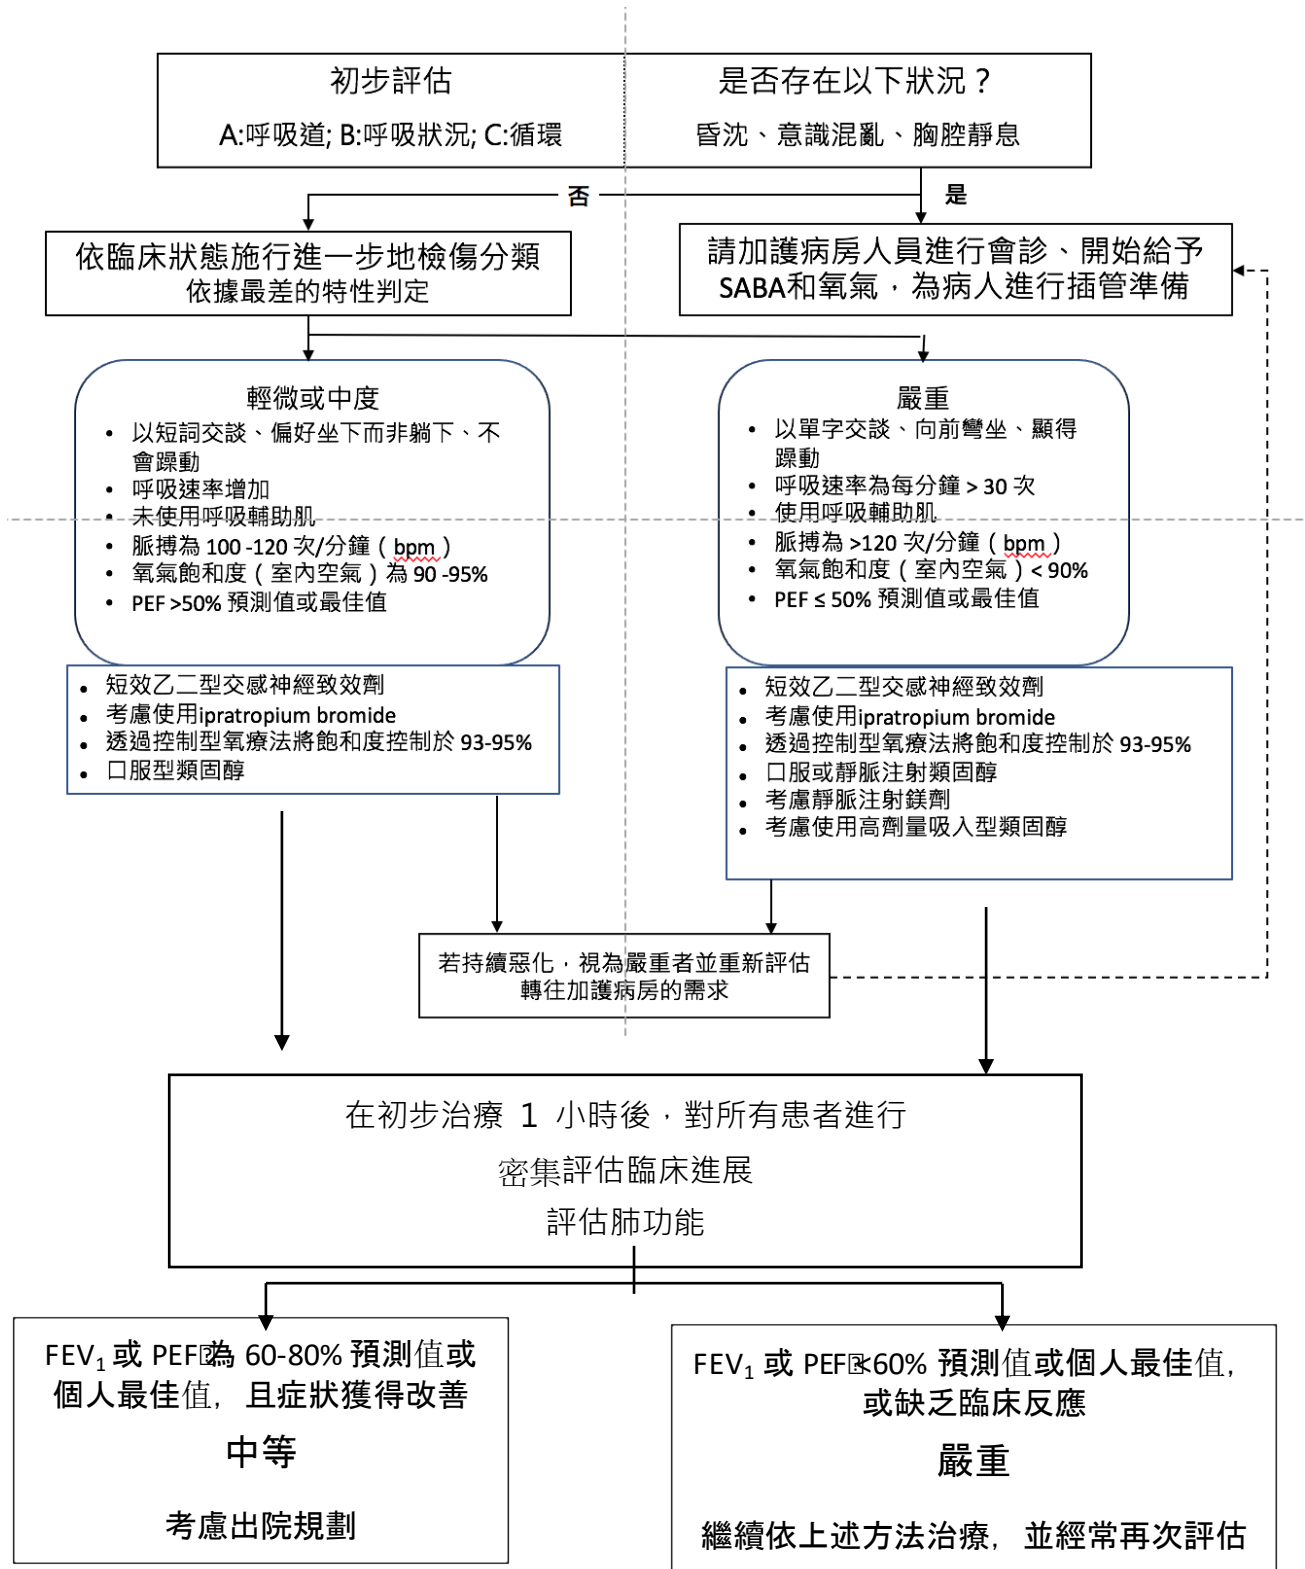 初步評估
A:呼吸道; B:呼吸狀況; C:循環
是否存在以下狀況？
昏沈、意識混亂、胸腔靜息
否
是
依臨床狀態施行進一步地檢傷分類
依據最差的特性判定
請加護病房人員進行會診、開始給予
SABA和氧氣，為病人進行插管準備
輕微或中度
• 以短詞交談、偏好坐下而非躺下、不
會躁動
• 呼吸速率增加
• 未使用呼吸輔助肌
• 脈搏為 100 -120 次/分鐘（bpm）
• 氧氣飽和度（室內空氣）為 90 -95%
• PEF >50% 預測值或最佳值
嚴重
• 以單字交談、向前彎坐、顯得
躁動
• 呼吸速率為每分鐘 > 30 次
• 使用呼吸輔助肌
• 脈搏為 >120 次/分鐘（bpm）
• 氧氣飽和度（室內空氣）< 90%
• PEF ≤ 50% 預測值或最佳值
• 短效乙二型交感神經致效劑
• 考慮使用ipratropium bromide
• 透過控制型氧療法將飽和度控制於 93-95%
• 口服型類固醇
• 短效乙二型交感神經致效劑
• 考慮使用ipratropium bromide
• 透過控制型氧療法將飽和度控制於 93-95%
• 口服或靜脈注射類固醇
• 考慮靜脈注射鎂劑
• 考慮使用高劑量吸入型類固醇
若持續惡化，視為嚴重者並重新評估
轉往加護病房的需求
在初步治療 1 小時後，對所有患者進行
密集評估臨床進展
評估肺功能
FEV₁ 或 PEF為 60-80% 預測值或
個人最佳值，且症狀獲得改善
中等
考慮出院規劃
FEV₁ 或 PEF<60% 預測值或個人最佳值，
或缺乏臨床反應
嚴重
繼續依上述方法治療，並經常再次評估